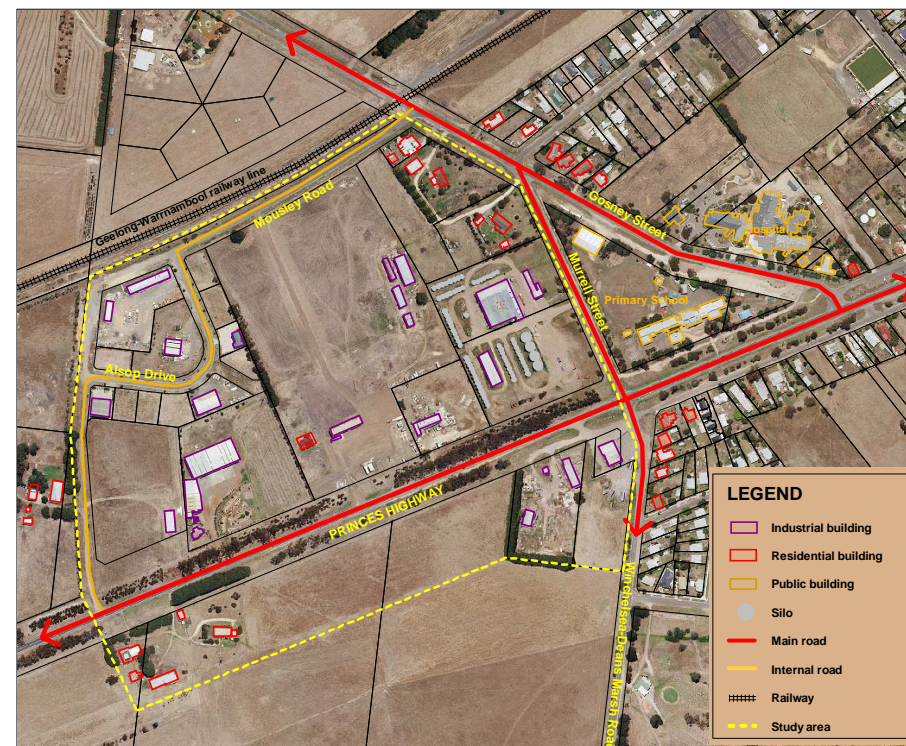 Geelong-Warrnambool railway line
Mousley Road
Gosney Street
Hospital
Murrell Street
Primary School
Alsop Drive
PRINCES HIGHWAY
Winchelsea-Deans Marsh Road
LEGEND
Industrial building
Residential building
Public building
Silo
Main road
Internal road
Railway
Study area